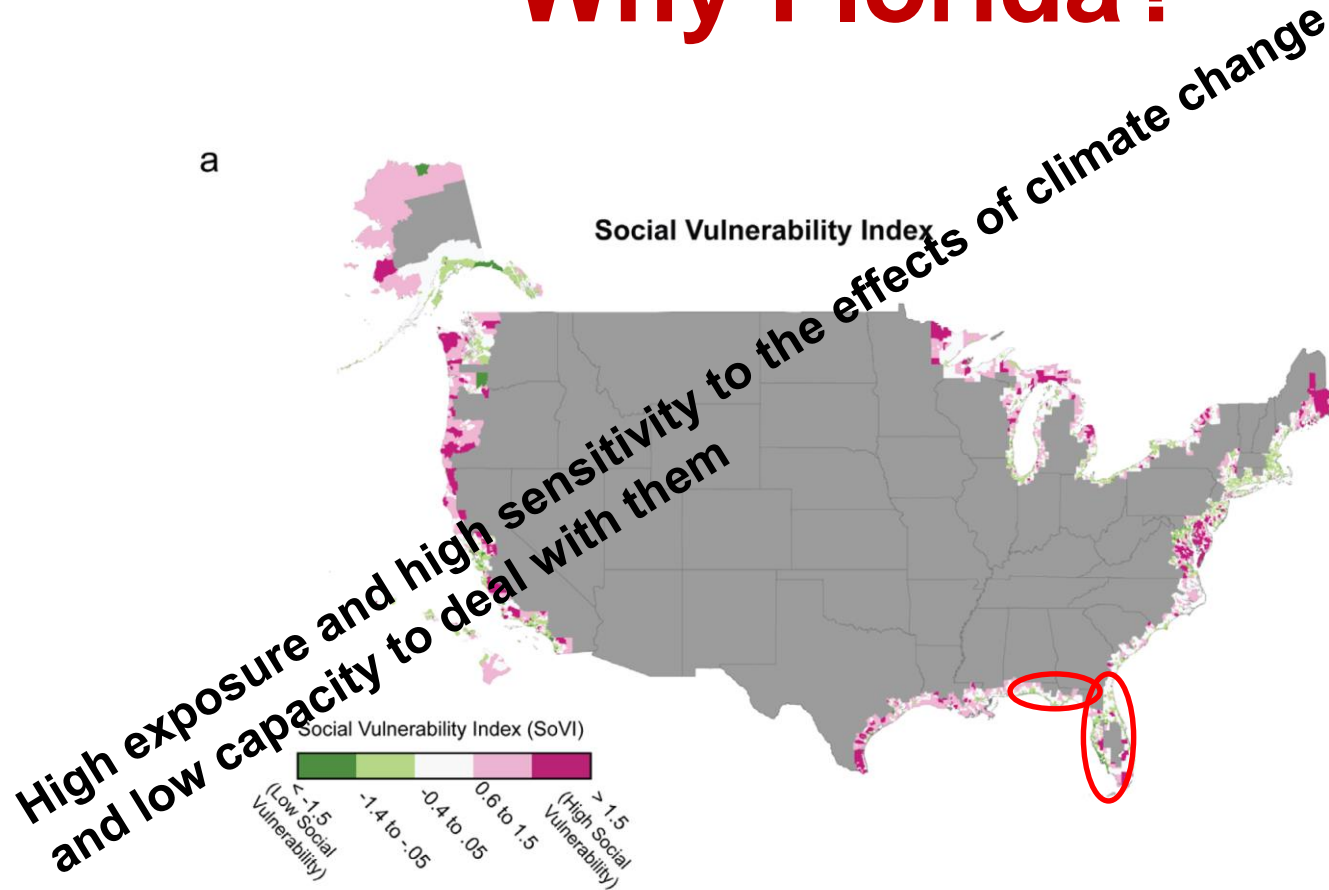 Why Florida?
a
Social Vulnerability Index
High exposure and high sensitivity to the effects of climate change
and low capacity to deal with them
Social Vulnerability Index (SoVI)
< -1.5
(Low Social
Vulnerability)
-1.4 to -.05
-0.4 to .05
0.6 to 1.5
> 1.5
(High Social
Vulnerability)